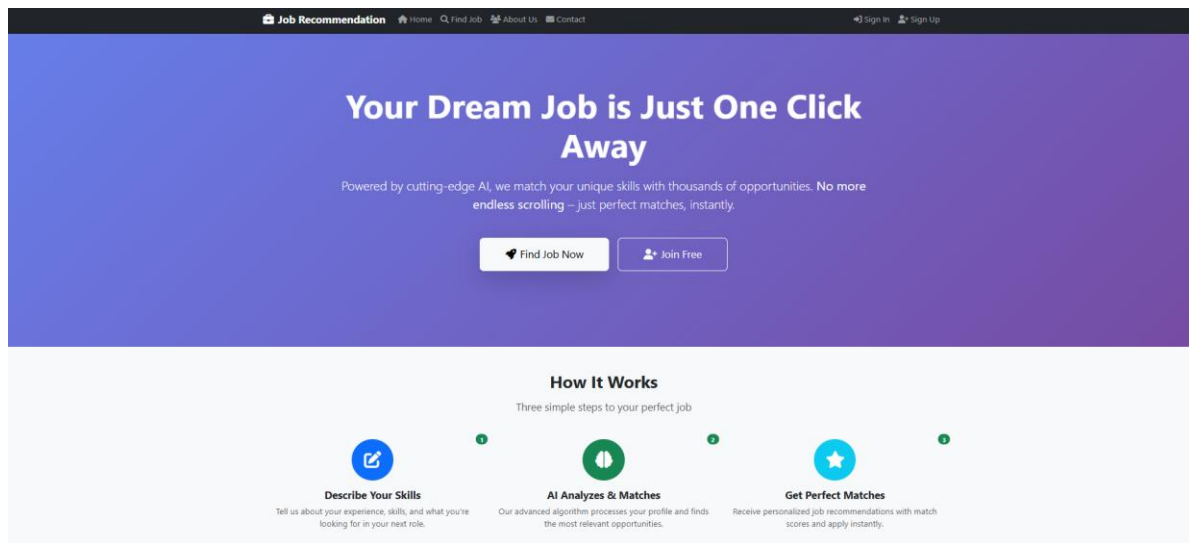 Job Recommendation Home Find Job About Us Contact Sign In Sign Up
Your Dream Job is Just One Click
Away
Powered by cutting-edge AI, we match your unique skills with thousands of opportunities. No more
endless scrolling – just perfect matches, instantly.
Find Job Now Join Free
How It Works
Three simple steps to your perfect job
1 2 3
Describe Your Skills AI Analyzes & Matches Get Perfect Matches
Tell us about your experience, skills, and what you're Our advanced algorithm processes your profile and finds Receive personalized job recommendations with match
looking for in your next role. the most relevant opportunities. scores and apply instantly.